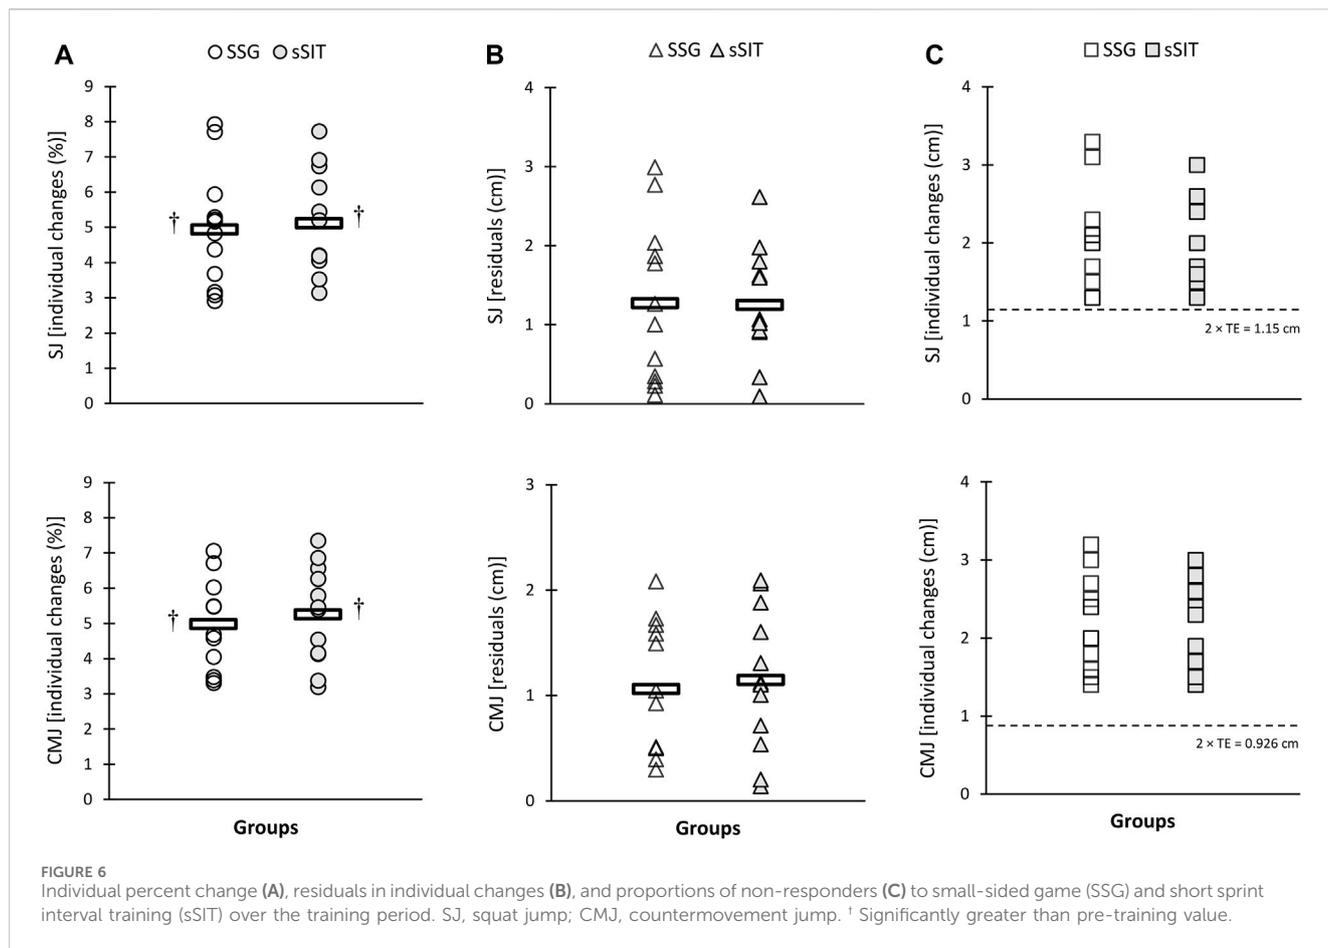 A
SSG sSIT
9
8
7
6
5
4
3
2
1
0
SJ [individual changes (%)]
†
†
B
SSG sSIT
4
3
2
1
0
SJ [residuals (cm)]
C
SSG sSIT
4
3
2
1
0
SJ [individual changes (cm)]
2 × TE = 1.15 cm
9
8
7
6
5
4
3
2
1
0
CMJ [individual changes (%)]
†
†
Groups
3
2
1
0
CMJ [residuals (cm)]
Groups
4
3
2
1
0
CMJ [individual changes (cm)]
2 × TE = 0.926 cm
Groups
FIGURE 6
Individual percent change (A), residuals in individual changes (B), and proportions of non-responders (C) to small-sided game (SSG) and short sprint
interval training (sSIT) over the training period. SJ, squat jump; CMJ, countermovement jump. † Significantly greater than pre-training value.